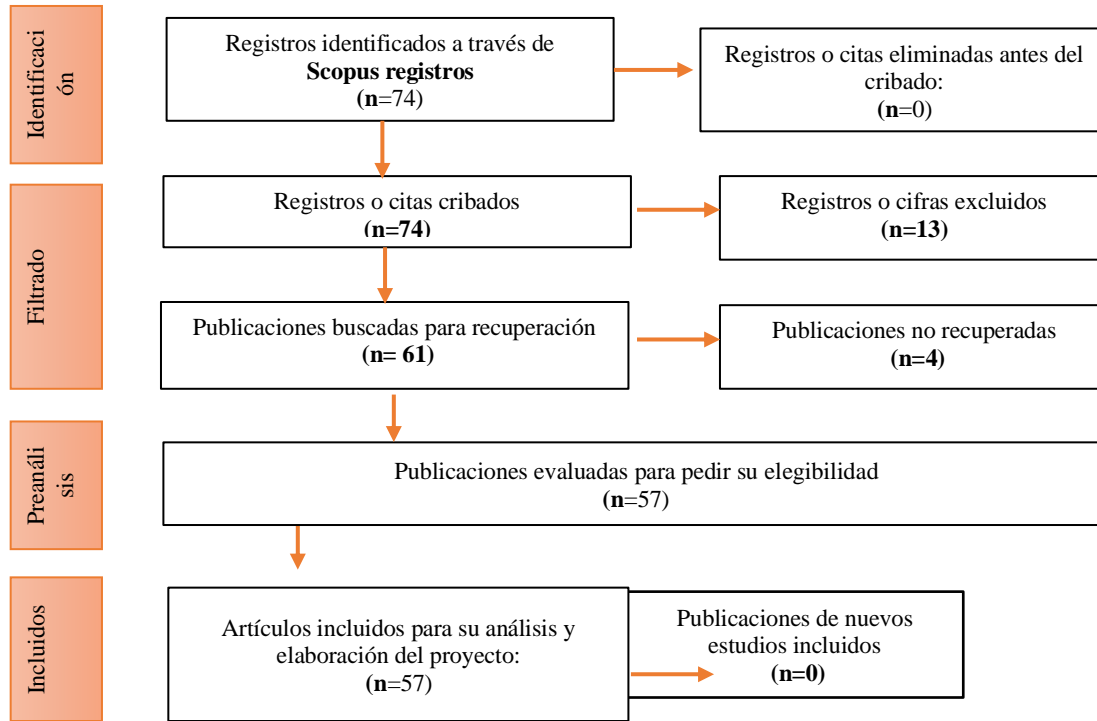 Identificaci
ón
Registros identificados a través de
Scopus registros
(n=74)
Registros o citas eliminadas antes del
cribado:
(n=0)
Filtrado
Registros o citas cribados
(n=74)
Registros o cifras excluidos
(n=13)
Publicaciones buscadas para recuperación
(n= 61)
Publicaciones no recuperadas
(n=4)
Preanáli
sis
Publicaciones evaluadas para pedir su elegibilidad
(n=57)
Incluidos
Artículos incluidos para su análisis y
elaboración del proyecto:
(n=57)
Publicaciones de nuevos
estudios incluidos
(n=0)